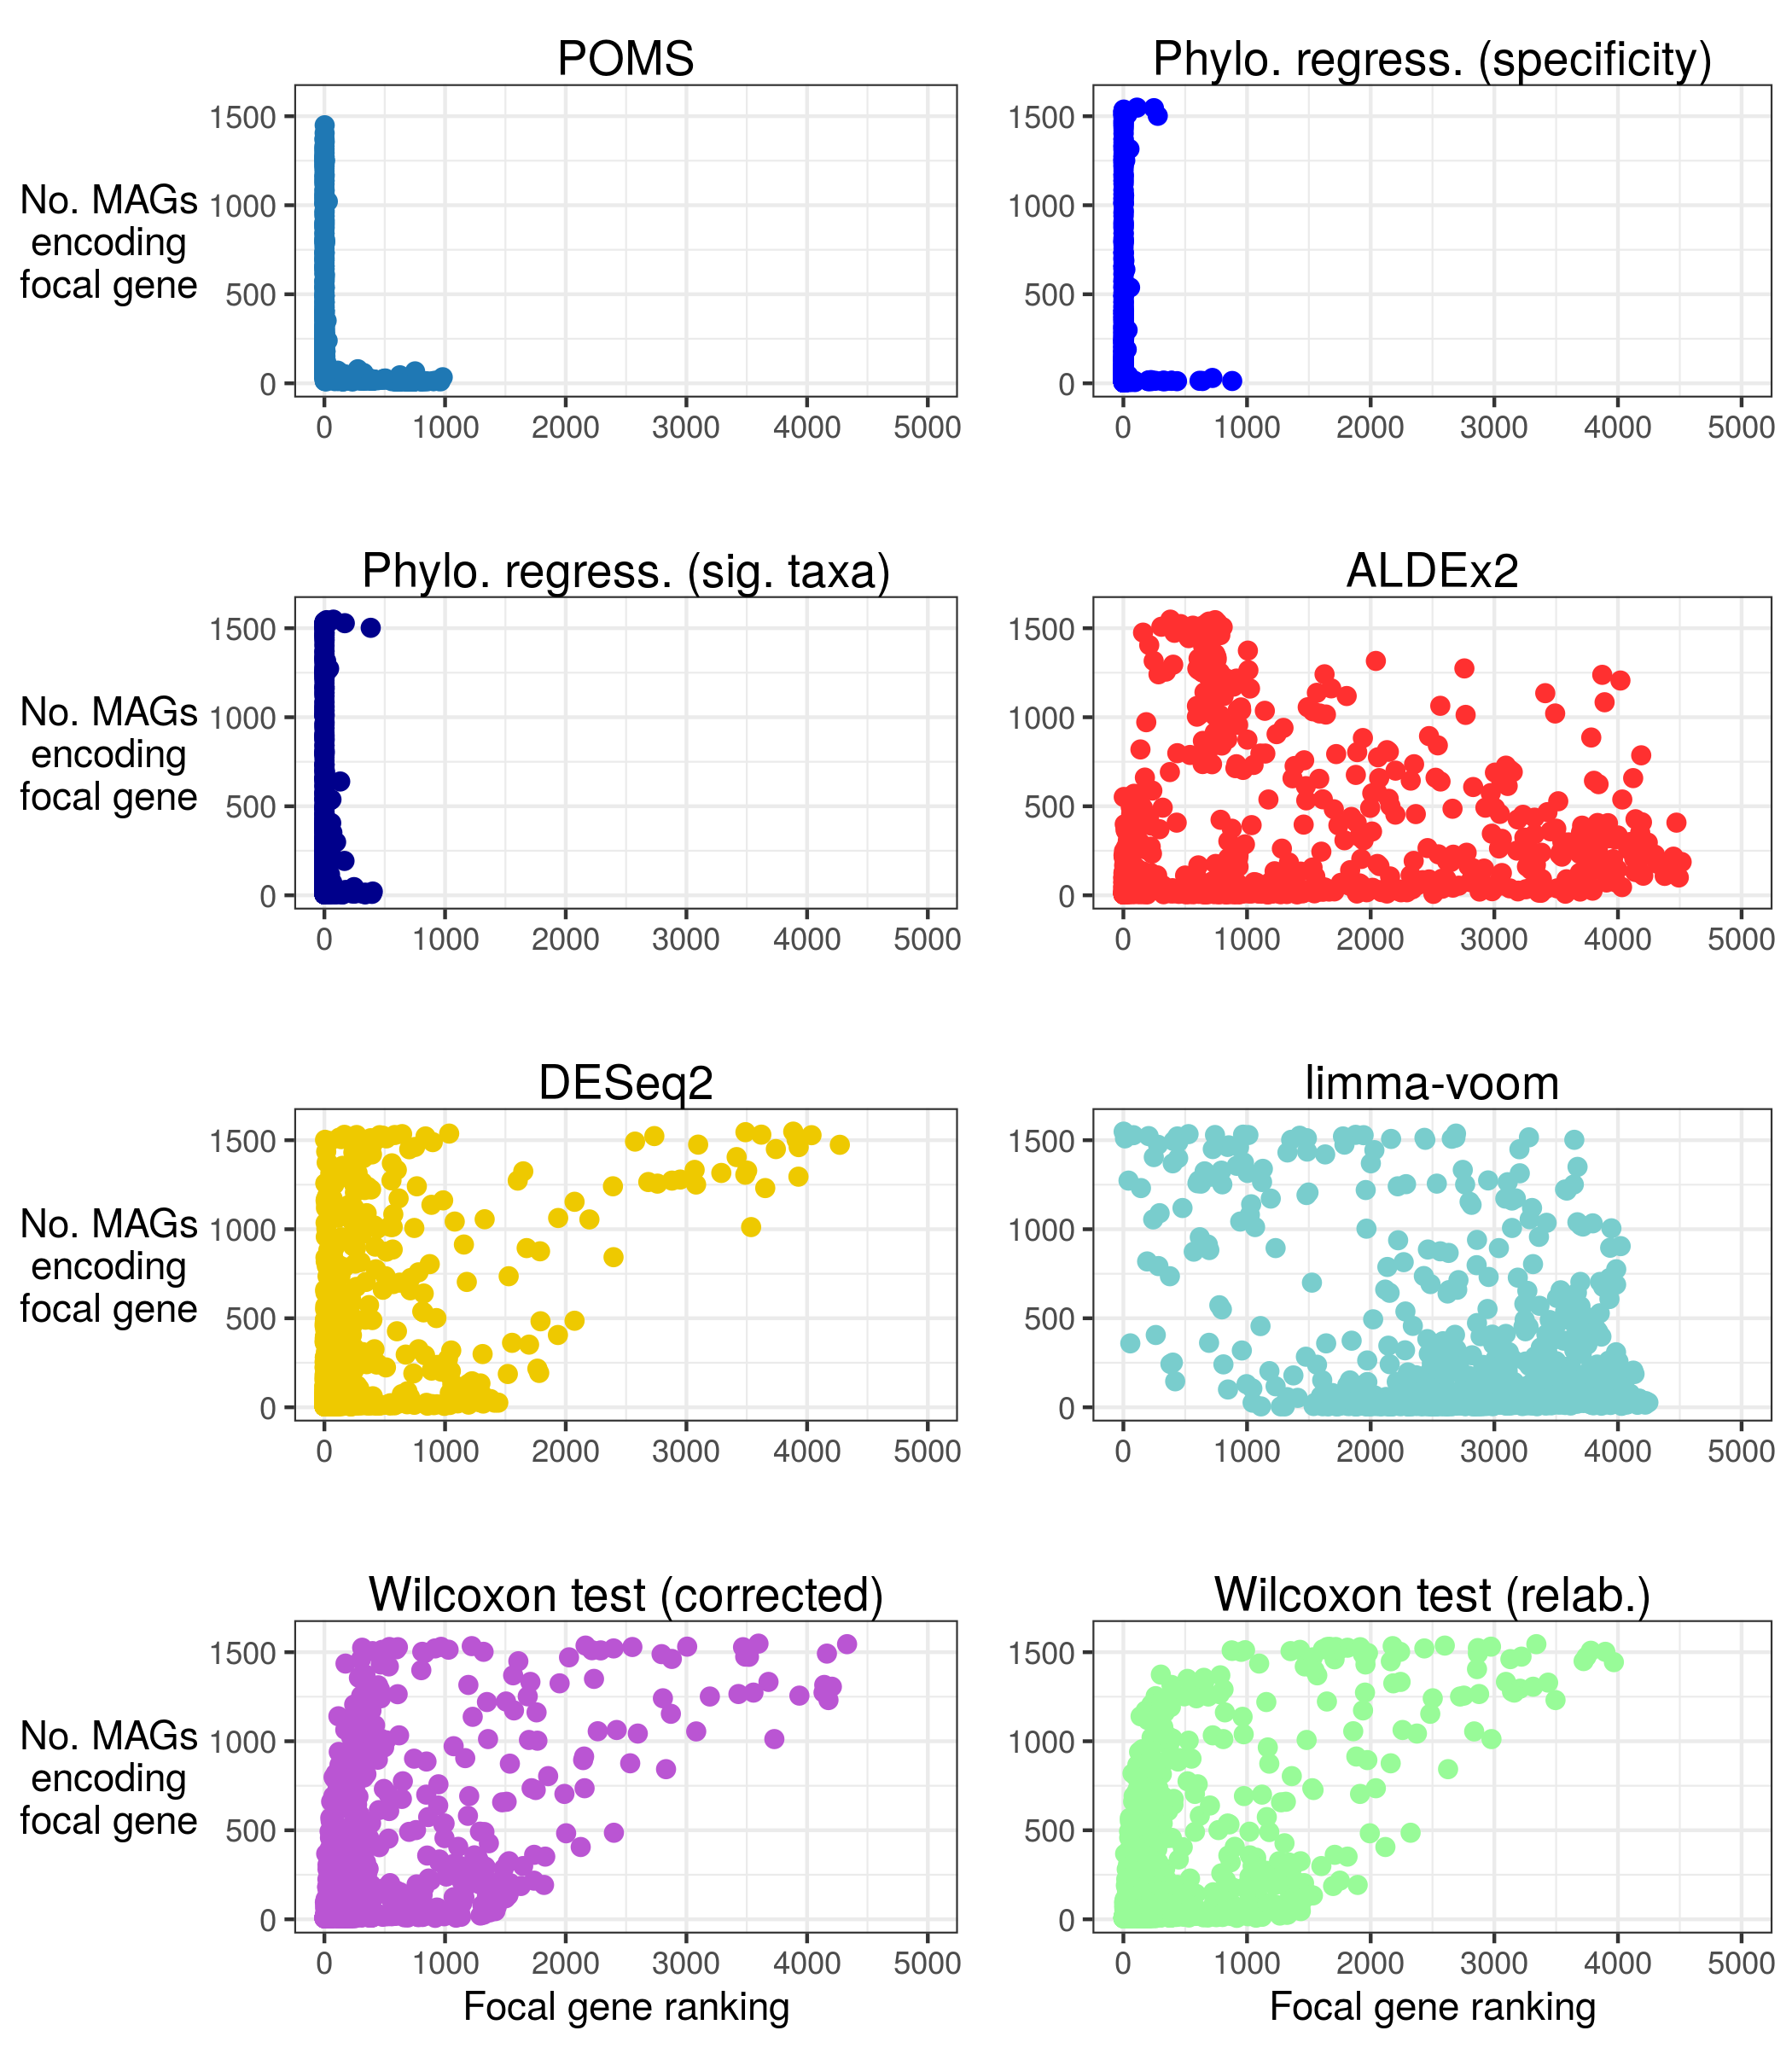 POMS
Phylo. regress. (specificity)
No. MAGs
encoding
focal gene
1500
1000
500
0
0 1000 2000 3000 4000 5000
1500
1000
500
0
0 1000 2000 3000 4000 5000
Phylo. regress. (sig. taxa)
ALDEx2
No. MAGs
encoding
focal gene
1500
1000
500
0
0 1000 2000 3000 4000 5000
1500
1000
500
0
0 1000 2000 3000 4000 5000
DESeq2
limma-voom
No. MAGs
encoding
focal gene
1500
1000
500
0
0 1000 2000 3000 4000 5000
1500
1000
500
0
0 1000 2000 3000 4000 5000
Wilcoxon test (corrected)
Wilcoxon test (relab.)
No. MAGs
encoding
focal gene
1500
1000
500
0
0 1000 2000 3000 4000 5000
Focal gene ranking
1500
1000
500
0
0 1000 2000 3000 4000 5000
Focal gene ranking